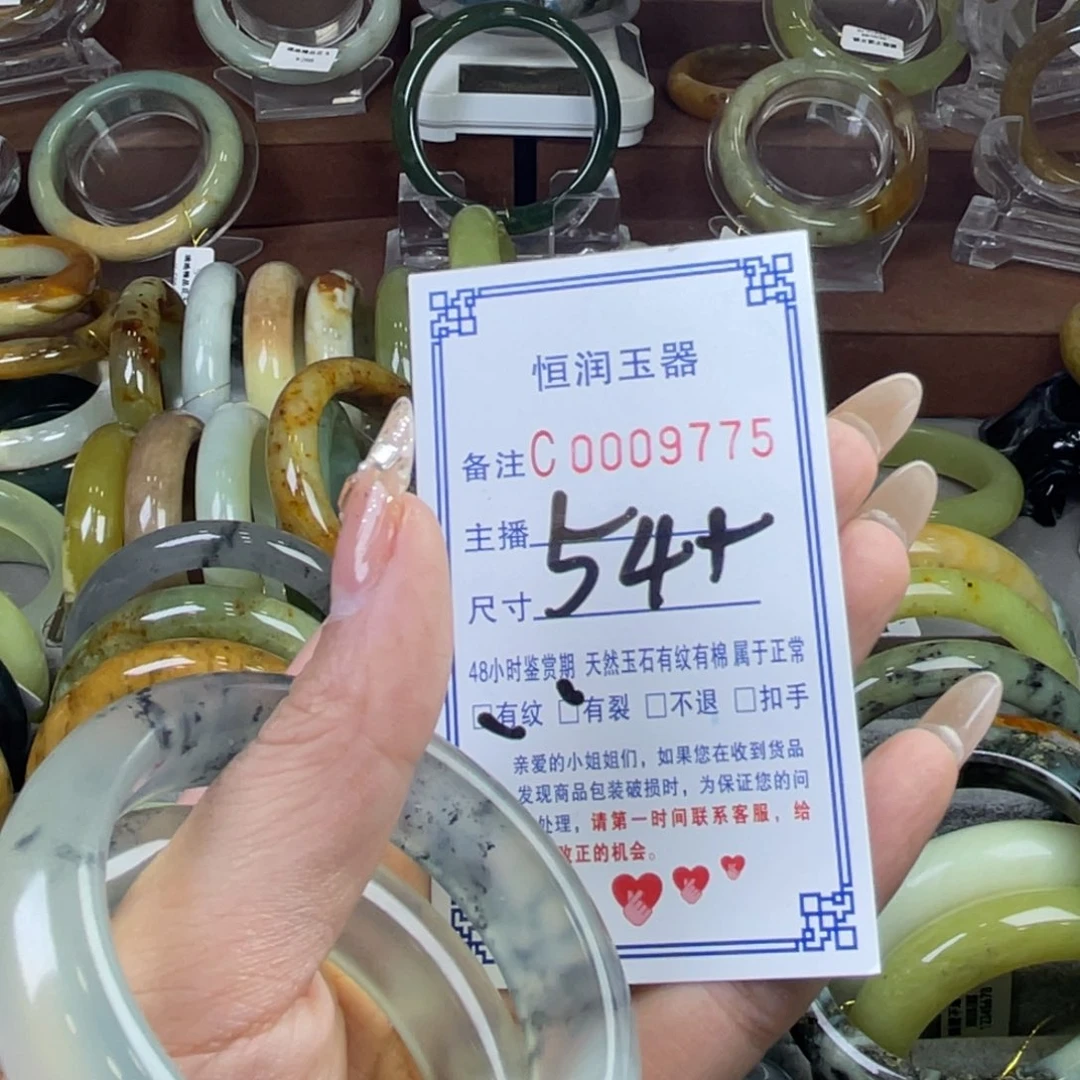 恒润玉器
备注C0009775
主播
54+
尺寸
48小时鉴赏期 天然玉石有纹有棉 属于正常
□有纹 □有裂 □不退 □扣手
亲爱的小姐姐们，如果您在收到货品
发现商品包装破损时，为保证您的问
处理，请第一时间联系客服，给
改正的机会。